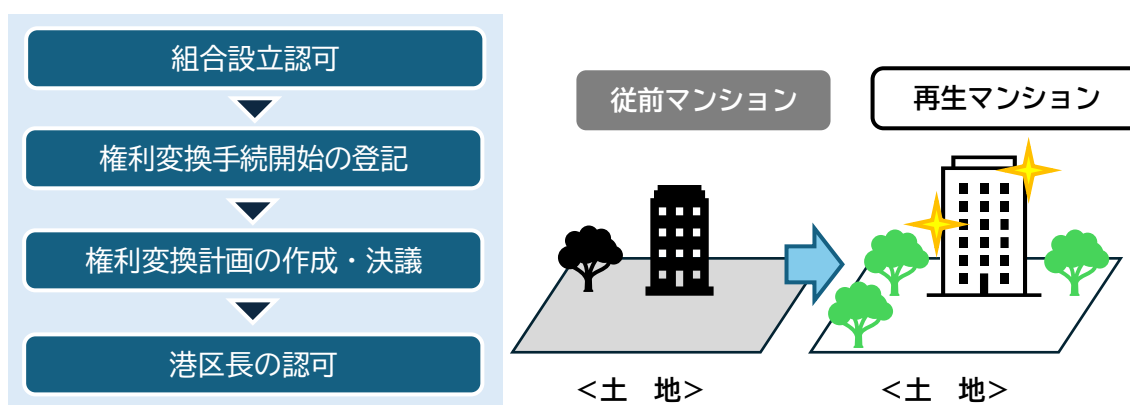 組合設立認可
権利変換手続開始の登記
権利変換計画の作成・決議
港区長の認可
従前マンション
再生マンション
<土　地>
<土　地>